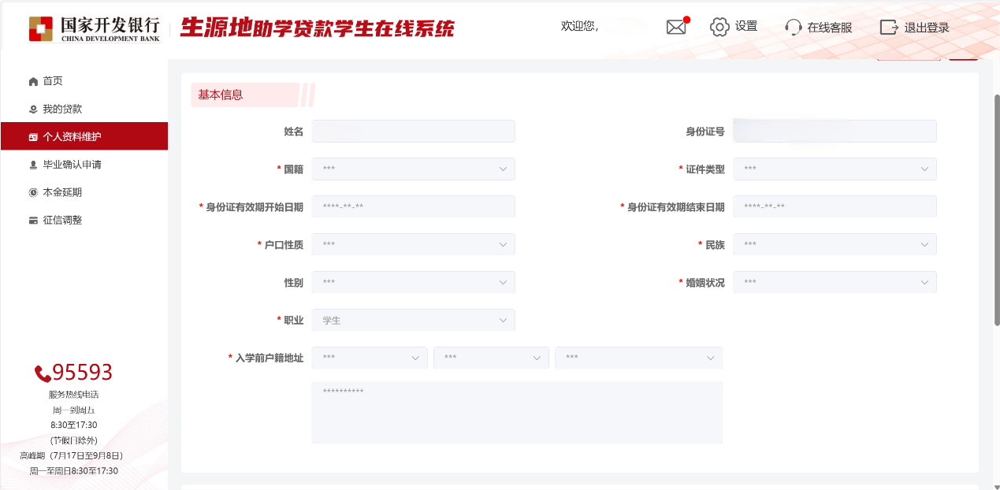 国家开发银行
CHINA DEVELOPMENT BANK
生源地助学贷款学生在线系统
欢迎您,
设置
在线客服
退出登录
首页
我的贷款
个人资料维护
毕业确认申请
本金延期
征信调整
95593
服务热线电话
周一到周五
8:30至17:30
(节假日除外)
高峰期（7月17日至9月8日）
周一至周日8:30至17:30
基本信息
姓名
身份证号
* 国籍 ***
* 证件类型 ***
* 身份证有效期开始日期 ****-**-**
* 身份证有效期结束日期 ****-**-**
* 户口性质 ***
* 民族 ***
性别 ***
* 婚姻状况 ***
* 职业 学生
* 入学前户籍地址 *** *** ***
**********